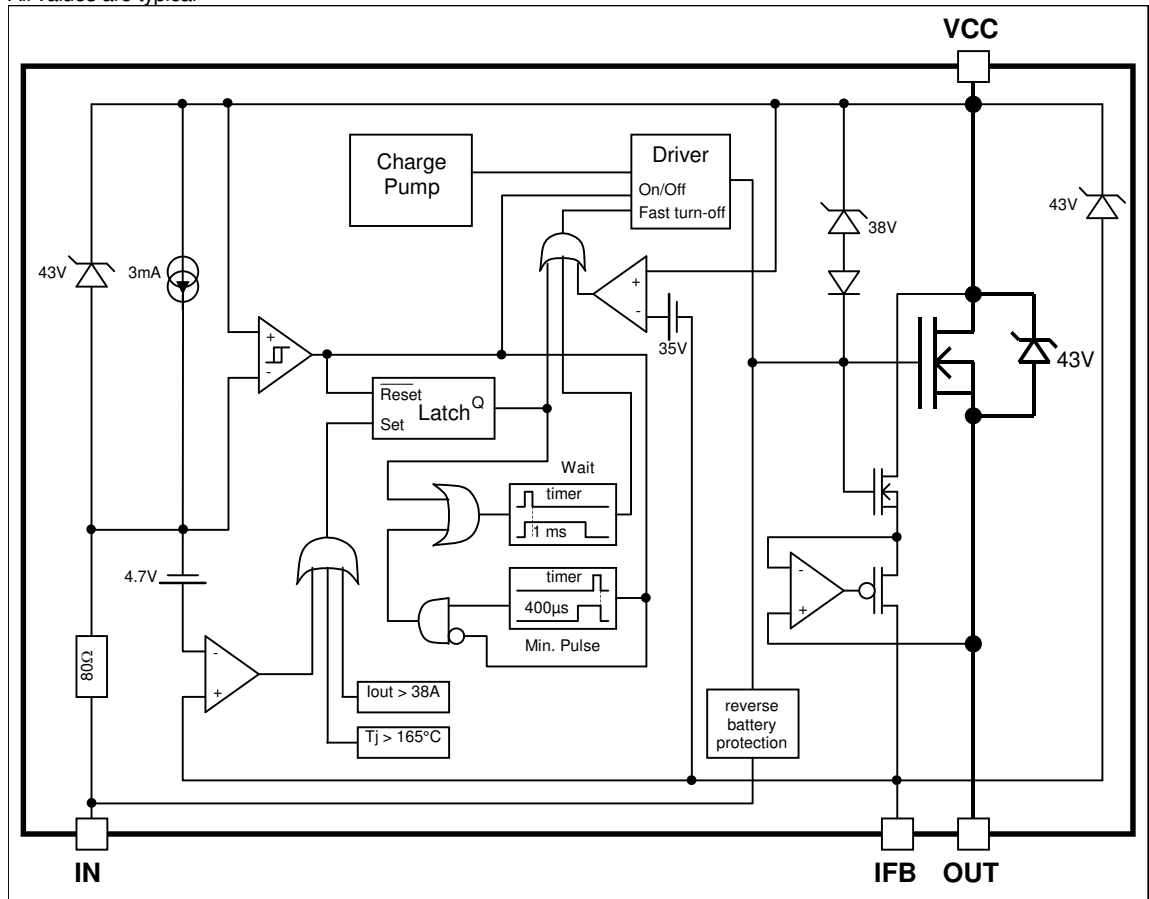 All values are typical
VCC
Charge
Pump
Driver
On/Off
Fast turn-off
43V
3mA
38V
43V
+
-
+
-
35V
43V
Reset
Latch
Q
Set
Wait
timer
1 ms
4.7V
timer
400µs
Min. Pulse
-
+
-
+
80Ω
Iout > 38A
Tj > 165°C
reverse
battery
protection
IN
IFB
OUT